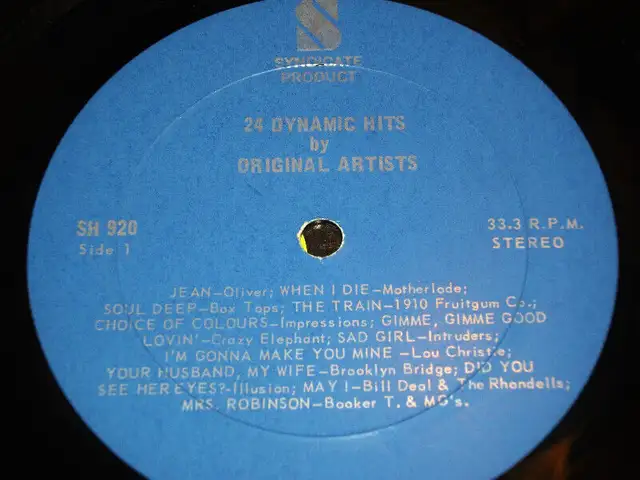 S
SYNDICATE
PRODUCT
24 DYNAMIC HITS
by
ORIGINAL ARTISTS
SH 920
Side 1
33.3 R.P.M.
STEREO
JEAN-Oliver; WHEN I DIE-Motherlode;
SOUL DEEP-Box Tops; THE TRAIN-1910 Fruitgum Co.;
CHOICE OF COLOURS-Impressions; GIMME, GIMME GOOD
LOVIN'-Crazy Elephant; SAD GIRL-Intruders;
I'M GONNA MAKE YOU MINE-Lou Christie;
YOUR HUSBAND, MY WIFE-Brooklyn Bridge; DID YOU
SEE HER EYES?-Illusion; MAY I-Bill Deal & The Rhondells;
MRS. ROBINSON-Booker T. & MG's.